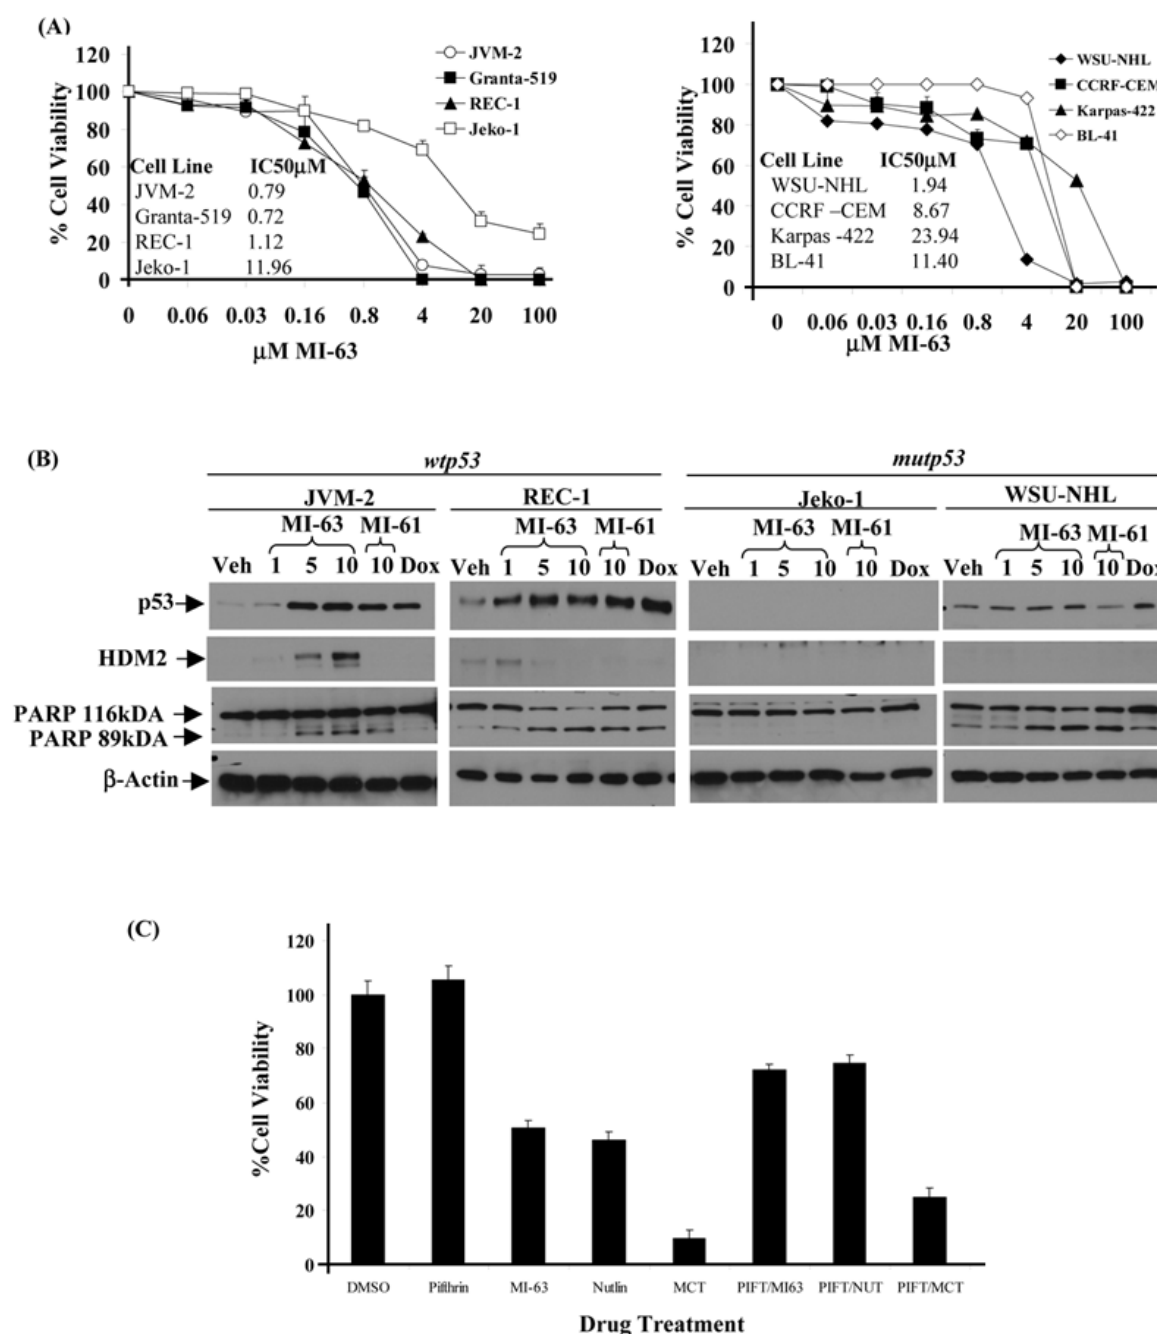 (A)
120
100
80
60
40
20
0
% Cell Viability
JVM-2
Granta-519
REC-1
Jeko-1
Cell Line IC50μM
JVM-2 0.79
Granta-519 0.72
REC-1 1.12
Jeko-1 11.96
0 0.06 0.03 0.16 0.8 4 20 100
μM MI-63
120
100
80
60
40
20
0
% Cell Viability
WSU-NHL
CCRF-CEM
Karpas-422
BL-41
Cell Line IC50μM
WSU-NHL 1.94
CCRF –CEM 8.67
Karpas -422 23.94
BL-41 11.40
0 0.06 0.03 0.16 0.8 4 20 100
μM MI-63
(B)
wtp53 mutp53
JVM-2 REC-1 Jeko-1 WSU-NHL
MI-63 MI-61 MI-63 MI-61 MI-63 MI-61 MI-63 MI-61
Veh 1 5 10 10 Dox Veh 1 5 10 10 Dox Veh 1 5 10 10 Dox Veh 1 5 10 10 Dox
p53
HDM2
PARP 116kDA
PARP 89kDA
β-Actin
(C)
120
100
80
60
40
20
0
%Cell Viability
DMSO Pifthrin MI-63 Nutlin MCT PIFT/MI63 PIFT/NUT PIFT/MCT
Drug Treatment